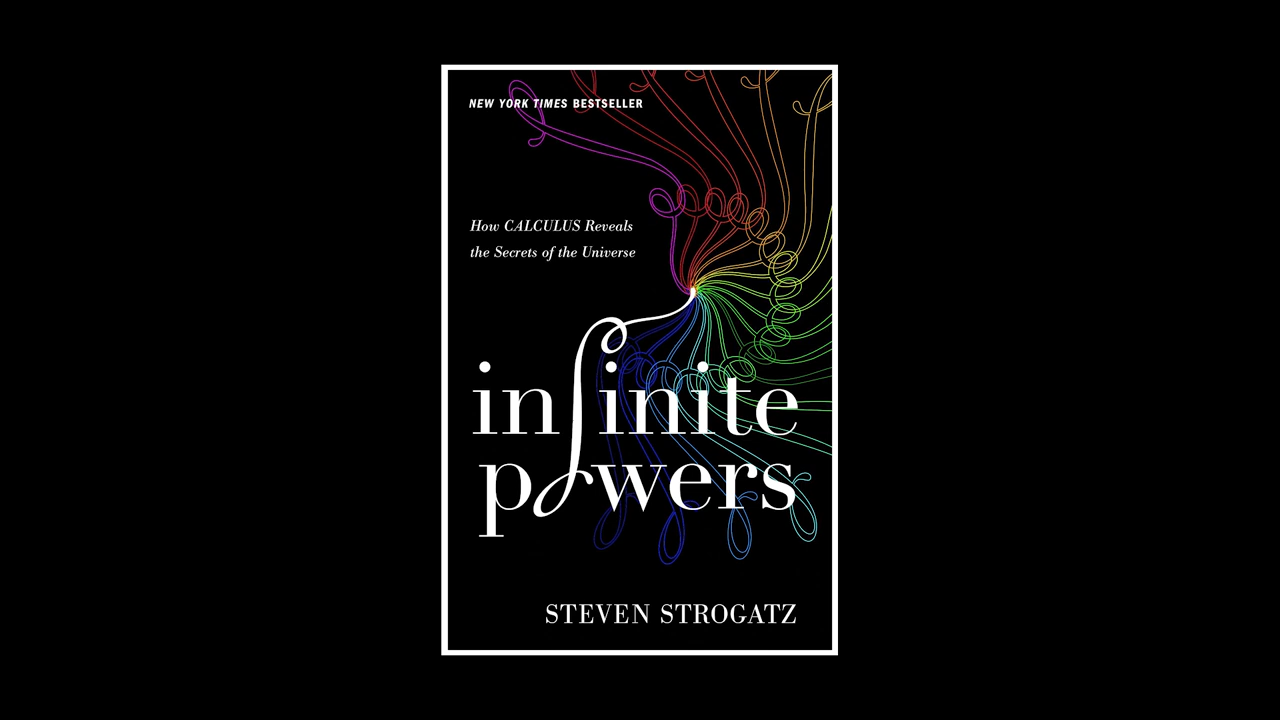 NEW YORK TIMES BESTSELLER
How CALCULUS Reveals
the Secrets of the Universe
infinite
powers
STEVEN STROGATZ